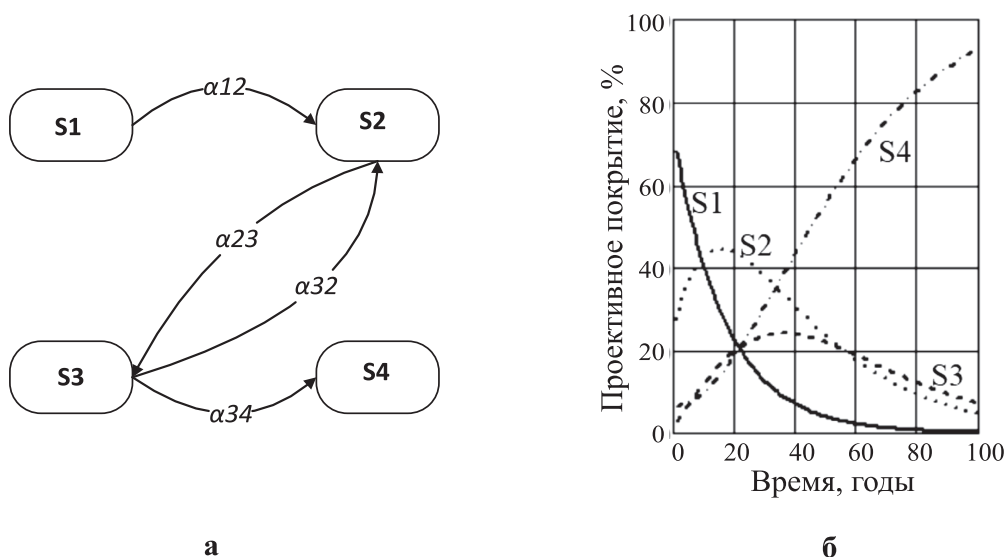 S1
α12
S2
α23
α32
S3
α34
S4
а
Проективное покрытие, %
100
80
60
40
20
0
S1
S2
S3
S4
0 20 40 60 80 100
Время, годы
б